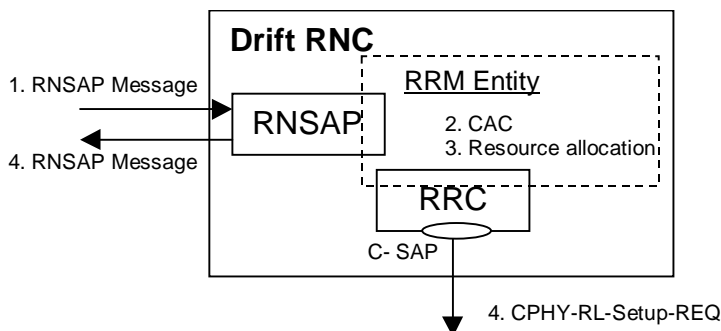 Drift RNC
1. RNSAP Message
RRM Entity
RNSAP
2. CAC
3. Resource allocation
4. RNSAP Message
RRC
C- SAP
4. CPHY-RL-Setup-REQ